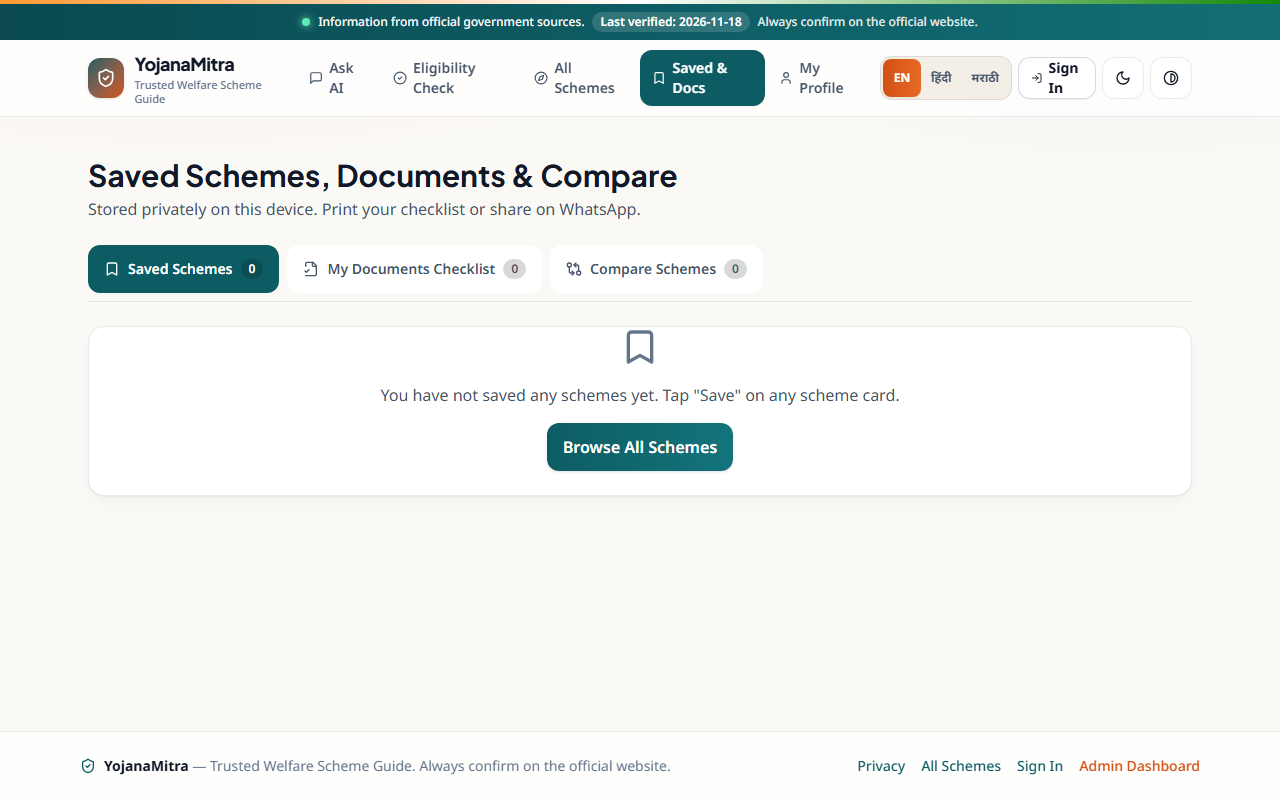 Information from official government sources. Last verified: 2026-11-18 Always confirm on the official website.
YojanaMitra
Trusted Welfare Scheme
Guide
Ask
AI
Eligibility
Check
All
Schemes
Saved &
Docs
My
Profile
EN
हिंदी
मराठी
Sign
In
Saved Schemes, Documents & Compare
Stored privately on this device. Print your checklist or share on WhatsApp.
Saved Schemes 0
My Documents Checklist 0
Compare Schemes 0
You have not saved any schemes yet. Tap "Save" on any scheme card.
Browse All Schemes
YojanaMitra — Trusted Welfare Scheme Guide. Always confirm on the official website.
Privacy
All Schemes
Sign In
Admin Dashboard